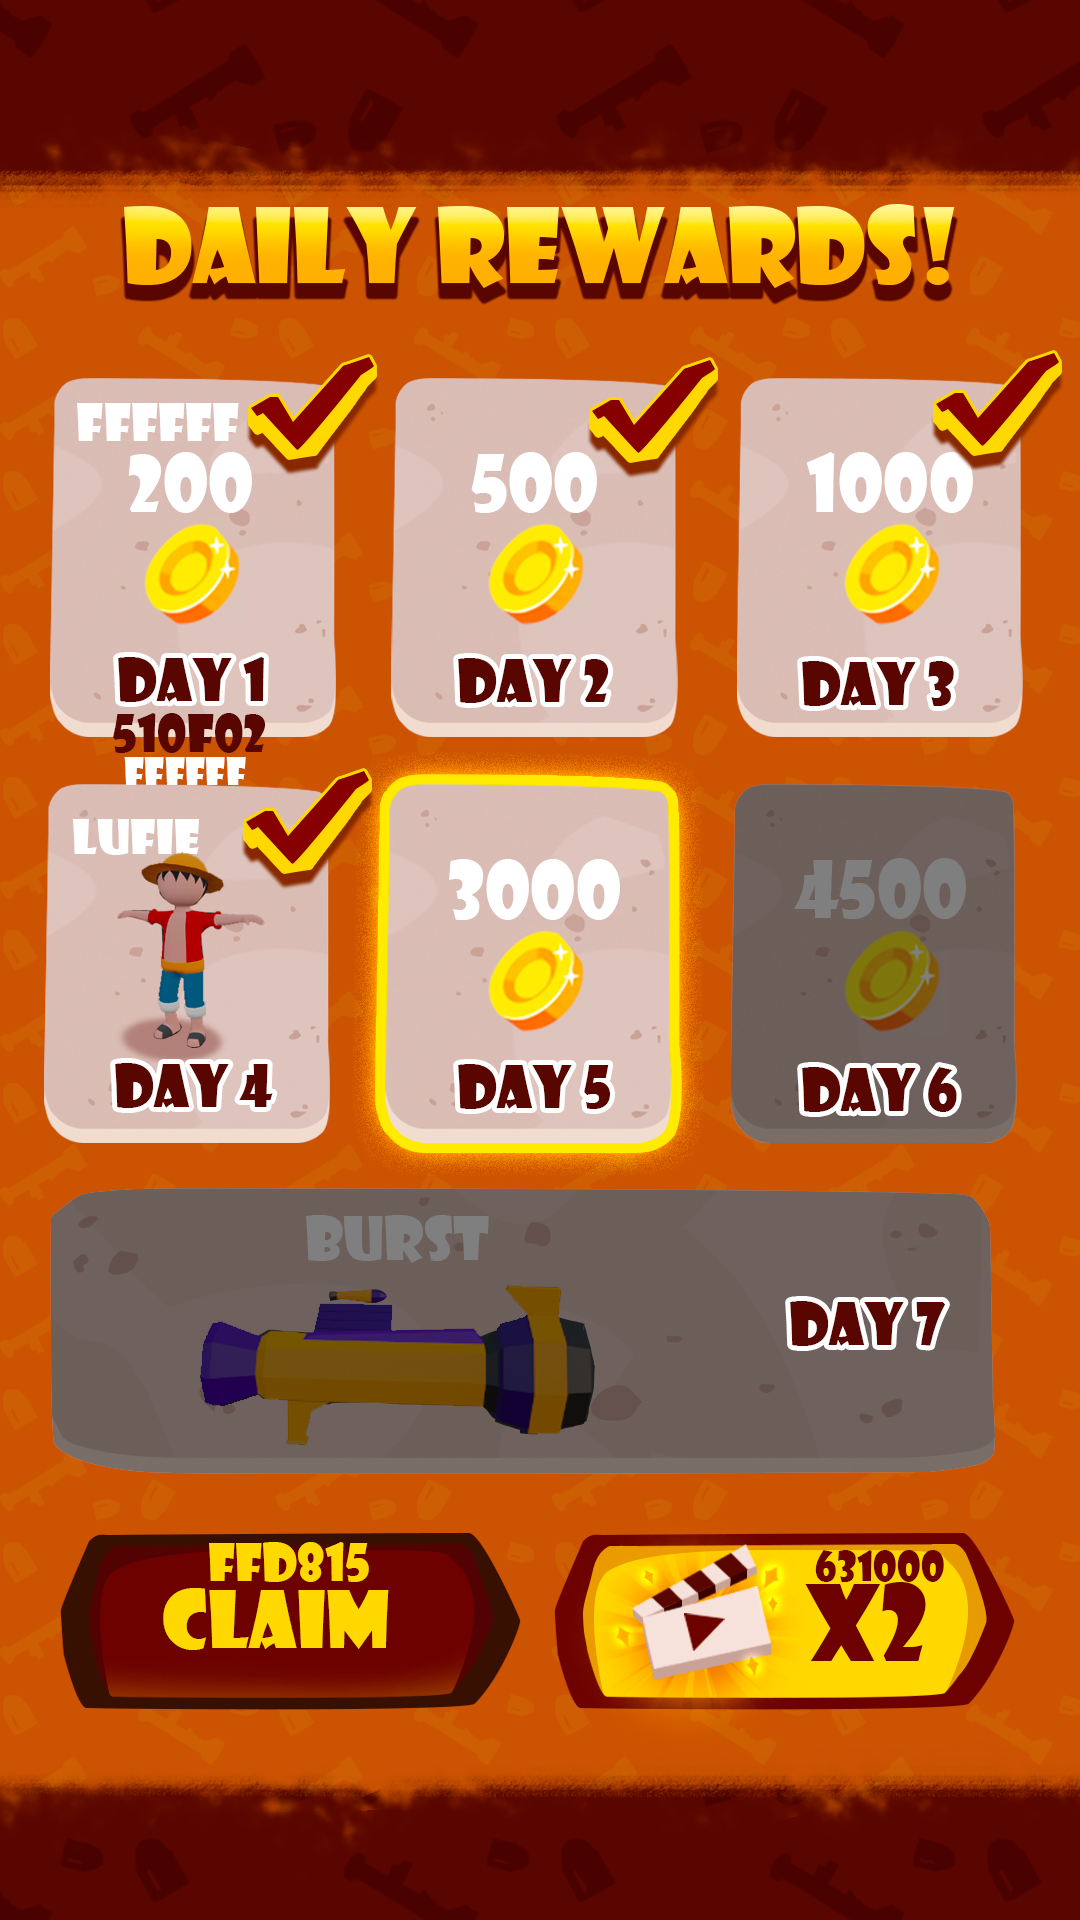 DAILY REWARDS!
FFFFFF
200
500
1000
DAY 1
DAY 2
DAY 3
510F02
FFFFFF
LUFIE
3000
4500
DAY 4
DAY 5
DAY 6
BURST
DAY 7
FFD815
CLAIM
631000
X2